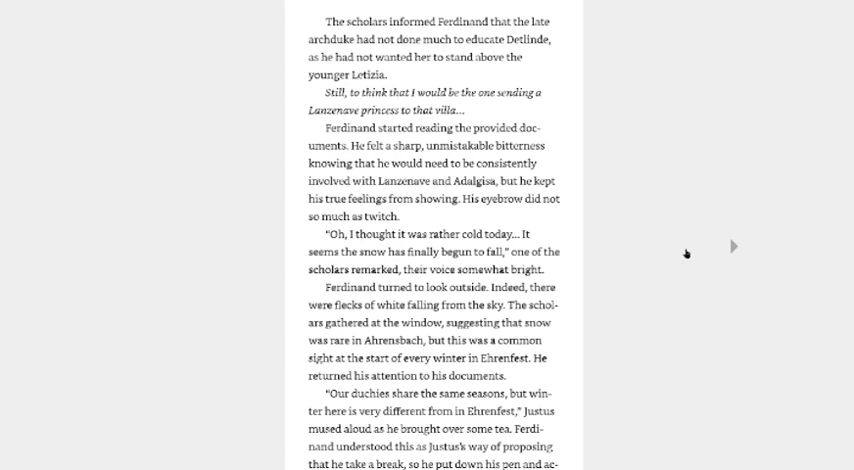 The scholars informed Ferdinand that the late
archduke had not done much to educate Detlinde,
as he had not wanted her to stand above the
younger Letizia.
Still, to think that I would be the one sending a
Lanzenave princess to that villa...
Ferdinand started reading the provided doc-
uments. He felt a sharp, unmistakable bitterness
knowing that he would need to be consistently
involved with Lanzenave and Adalgisa, but he kept
his true feelings from showing. His eyebrow did not
so much as twitch.
“Oh, I thought it was rather cold today... It
seems the snow has finally begun to fall,” one of the
scholars remarked, their voice somewhat bright.
Ferdinand turned to look outside. Indeed, there
were flecks of white falling from the sky. The schol-
ars gathered at the window, suggesting that snow
was rare in Ahrensbach, but this was a common
sight at the start of every winter in Ehrenfest. He
returned his attention to his documents.
“Our duchies share the same seasons, but win-
ter here is very different from in Ehrenfest,” Justus
mused aloud as he brought over some tea. Ferdi-
nand understood this as Justus’s way of proposing
that he take a break, so he put down his pen and ac-